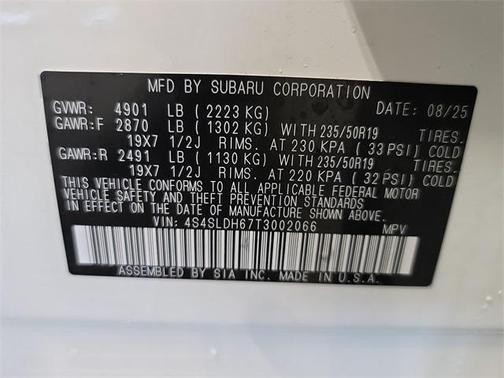 MFD BY SUBARU CORPORATION
GVWR: 4901 LB (2223 KG) DATE: 08/25
GAWR:F 2870 LB (1302 KG) WITH 235/50R19 TIRES.
19X7 1/2J RIMS. AT 230 KPA (33 PSI) COLD
GAWR:R 2491 LB (1130 KG) WITH 235/50R19 TIRES.
19X7 1/2J RIMS. AT 220 KPA (32 PSI) COLD
THIS VEHICLE CONFORMS TO ALL APPLICABLE FEDERAL MOTOR
VEHICLE SAFETY AND THEFT PREVENTION STANDARDS
IN EFFECT ON THE DATE OF MANUFACTURE SHOWN ABOVE.
VIN: 4S4SLDH67T3002066 MPV
ASSEMBLED BY SIA INC. MADE IN U.S.A.